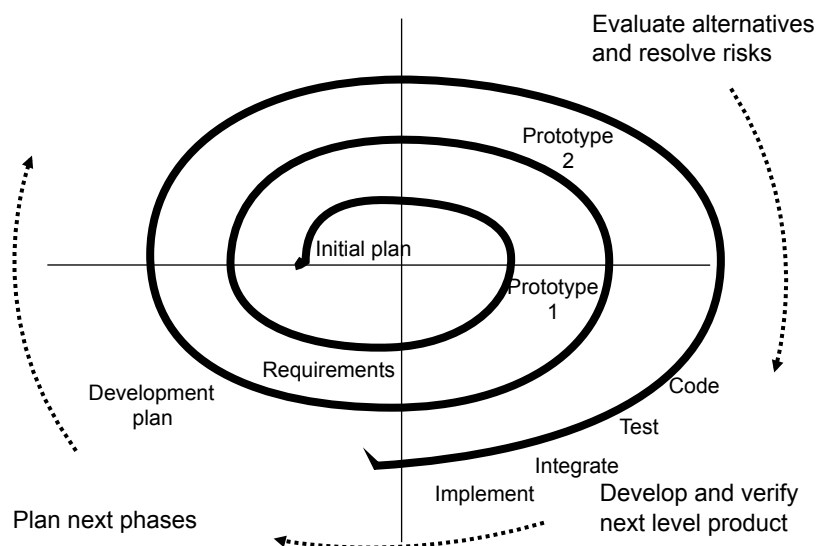 Evaluate alternatives
and resolve risks
Prototype
2
Initial plan
Prototype
1
Requirements
Development
plan
Code
Test
Integrate
Implement
Develop and verify
next level product
Plan next phases